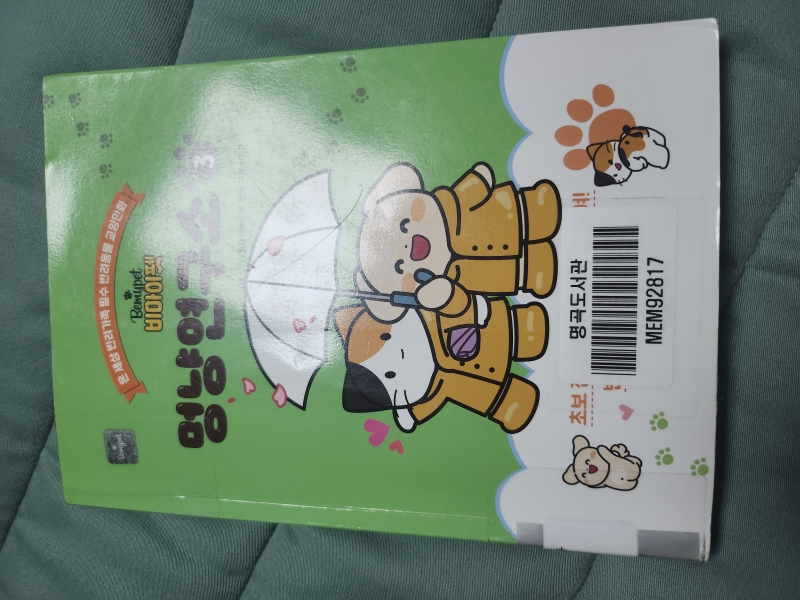 온 세상 반려가족 필수 반려동물 교양만화
Bemypet
비마이펫
멍냥연구소 3
명곡도서관
MEM92817
초보
Bemypet